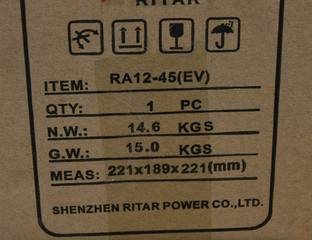 RITAR
ITEM: RA12-45(EV)
QTY: 1 PC
N.W.: 14.6 KGS
G.W.: 15.0 KGS
MEAS: 221x189x221(mm)
SHENZHEN RITAR POWER CO.,LTD.